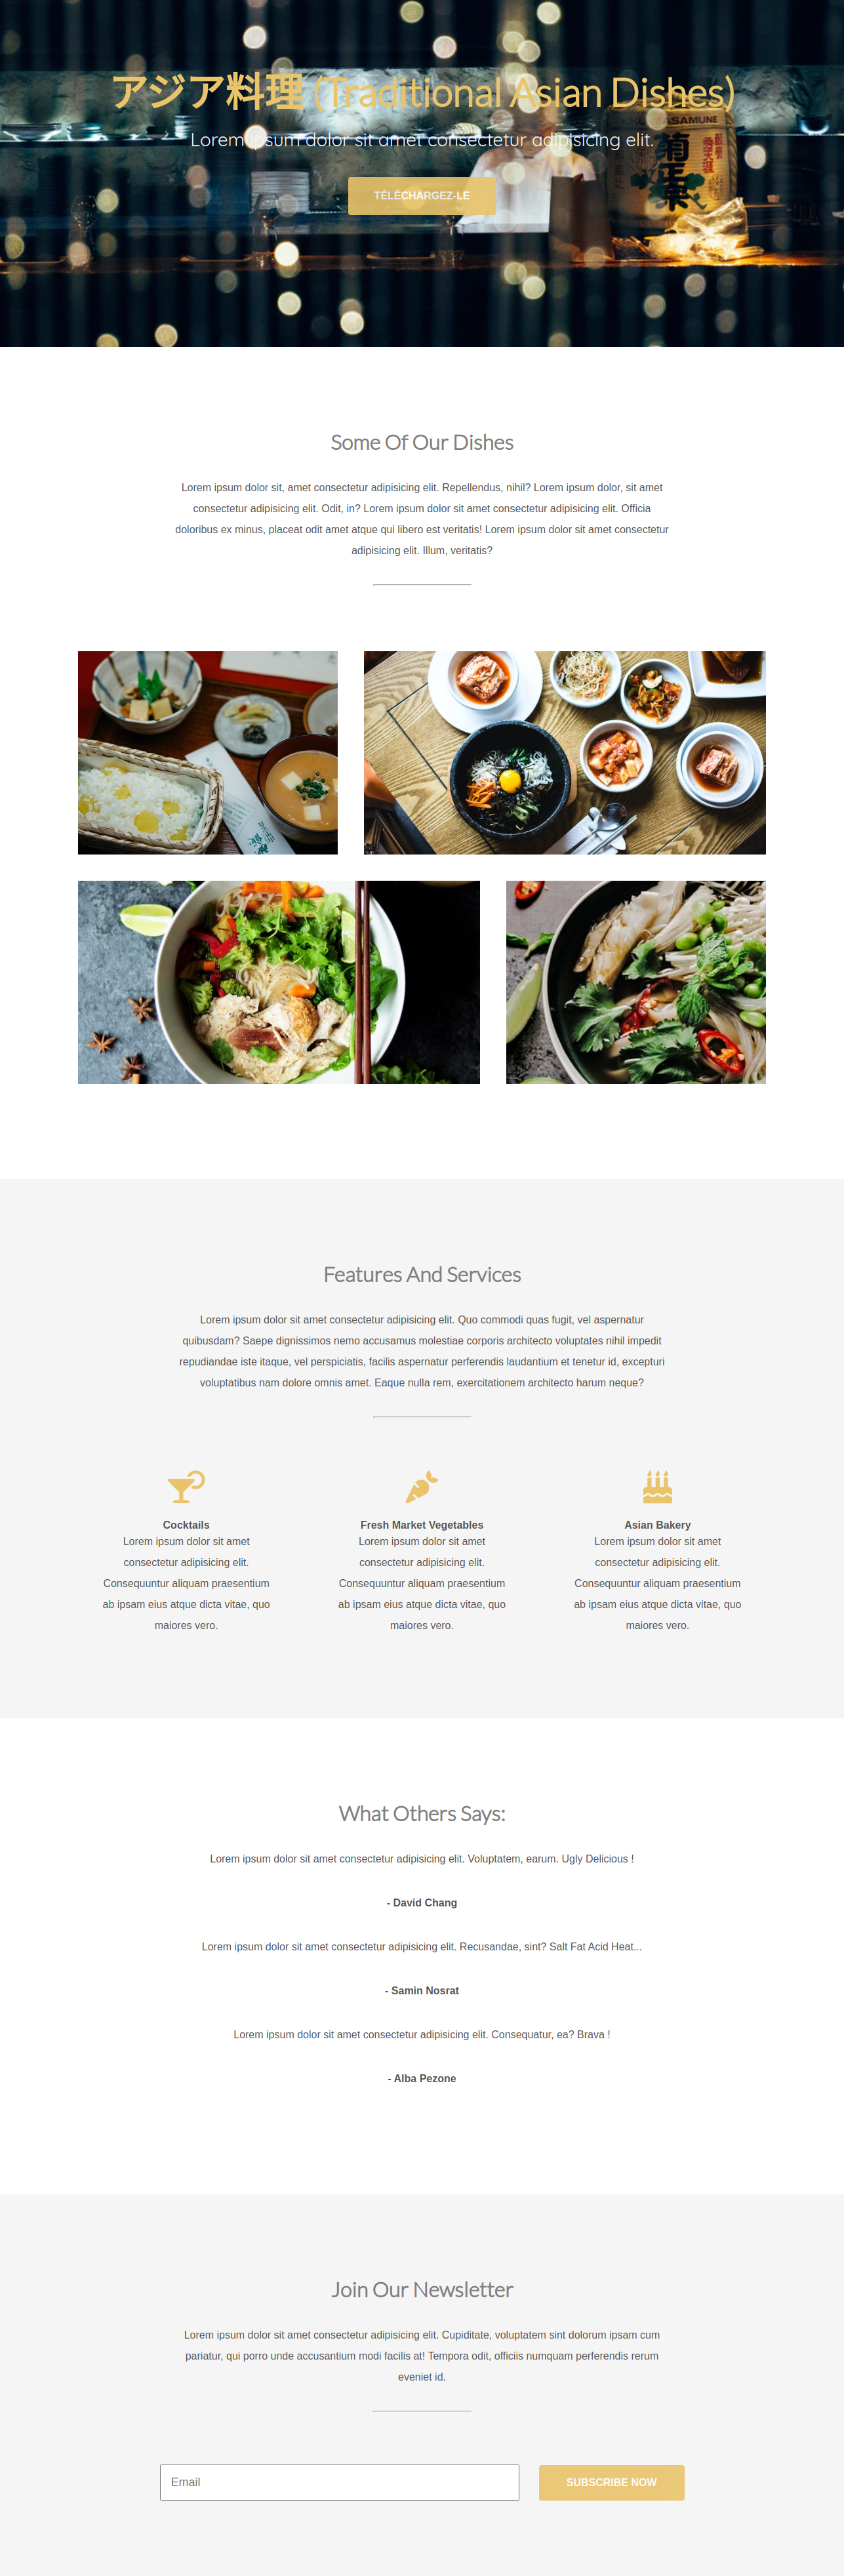 アジア料理 (Traditional Asian Dishes)
Lorem ipsum dolor sit amet consectetur adipisicing elit.
TÉLÉCHARGEZ-LE
MASAMUNE
Some Of Our Dishes
Lorem ipsum dolor sit, amet consectetur adipisicing elit. Repellendus, nihil? Lorem ipsum dolor, sit amet
consectetur adipisicing elit. Odit, in? Lorem ipsum dolor sit amet consectetur adipisicing elit. Officia
doloribus ex minus, placeat odit amet atque qui libero est veritatis! Lorem ipsum dolor sit amet consectetur
adipisicing elit. Illum, veritatis?
Features And Services
Lorem ipsum dolor sit amet consectetur adipisicing elit. Quo commodi quas fugit, vel aspernatur
quibusdam? Saepe dignissimos nemo accusamus molestiae corporis architecto voluptates nihil impedit
repudiandae iste itaque, vel perspiciatis, facilis aspernatur perferendis laudantium et tenetur id, excepturi
voluptatibus nam dolore omnis amet. Eaque nulla rem, exercitationem architecto harum neque?
Cocktails
Lorem ipsum dolor sit amet
consectetur adipisicing elit.
Consequuntur aliquam praesentium
ab ipsam eius atque dicta vitae, quo
maiores vero.
Fresh Market Vegetables
Lorem ipsum dolor sit amet
consectetur adipisicing elit.
Consequuntur aliquam praesentium
ab ipsam eius atque dicta vitae, quo
maiores vero.
Asian Bakery
Lorem ipsum dolor sit amet
consectetur adipisicing elit.
Consequuntur aliquam praesentium
ab ipsam eius atque dicta vitae, quo
maiores vero.
What Others Says:
Lorem ipsum dolor sit amet consectetur adipisicing elit. Voluptatem, earum. Ugly Delicious !
- David Chang
Lorem ipsum dolor sit amet consectetur adipisicing elit. Recusandae, sint? Salt Fat Acid Heat...
- Samin Nosrat
Lorem ipsum dolor sit amet consectetur adipisicing elit. Consequatur, ea? Brava !
- Alba Pezone
Join Our Newsletter
Lorem ipsum dolor sit amet consectetur adipisicing elit. Cupiditate, voluptatem sint dolorum ipsam cum
pariatur, qui porro unde accusantium modi facilis at! Tempora odit, officiis numquam perferendis rerum
eveniet id.
Email
SUBSCRIBE NOW